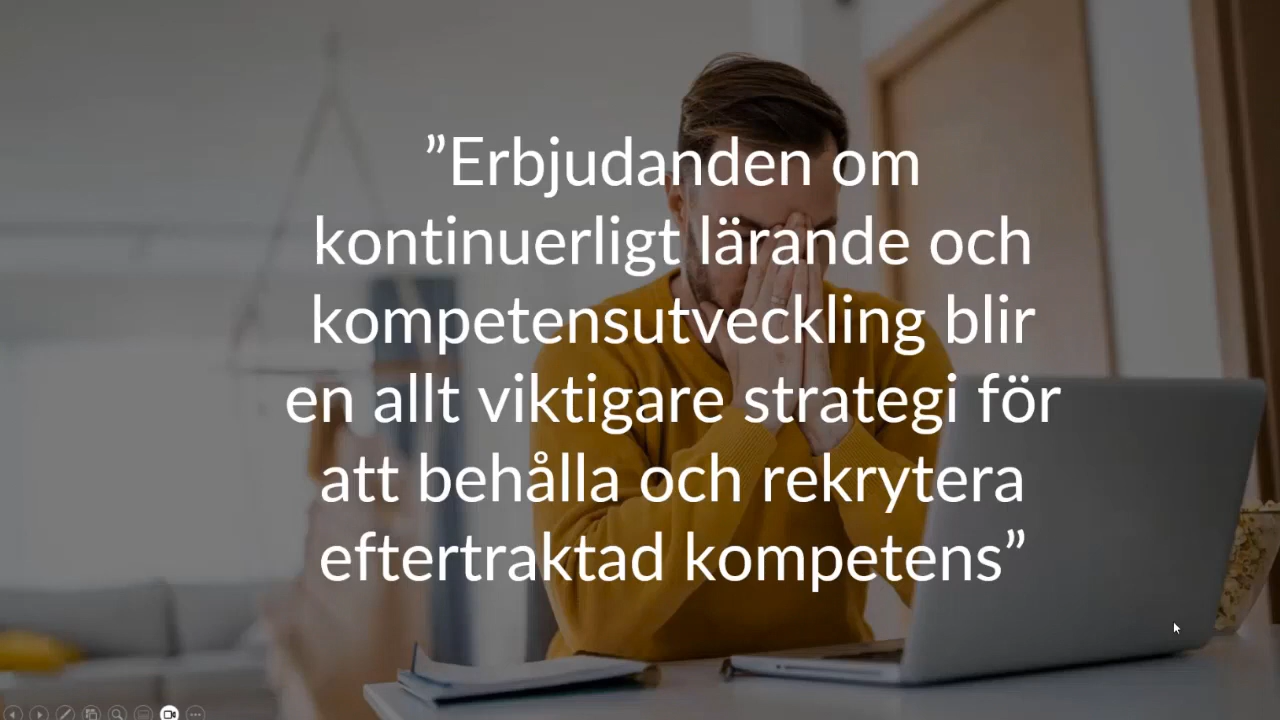 ”Erbjudanden om
kontinuerligt lärande och
kompetensutveckling blir
en allt viktigare strategi för
att behålla och rekrytera
eftertraktad kompetens”